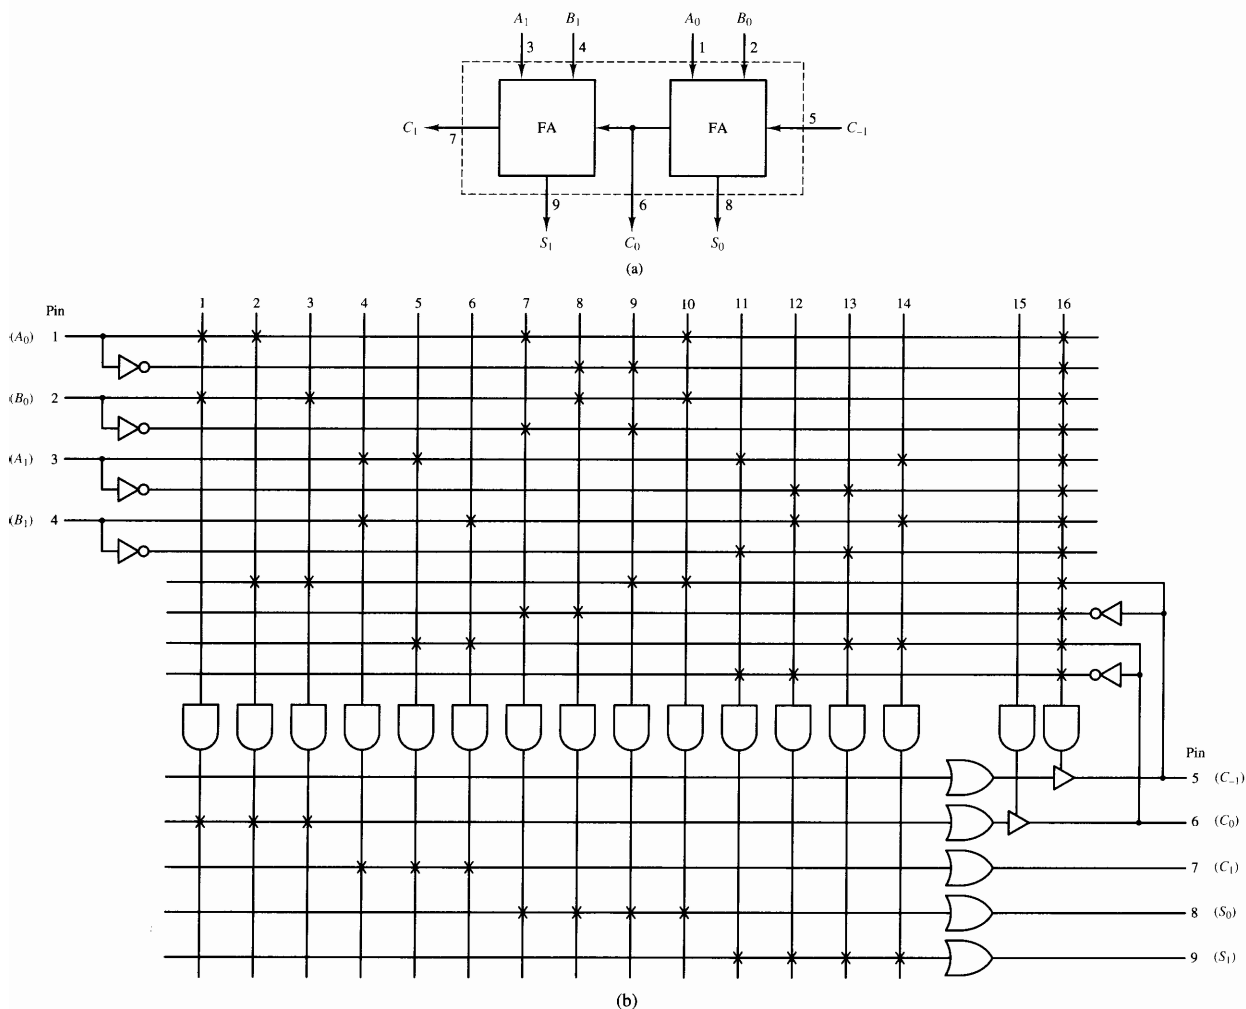 A₁ B₁ A₀ B₀
3 4 1 2
C₁ 7 FA FA 5 C₋₁
9 6 8
S₁ C₀ S₀
(a)
Pin 1 2 3 4 5 6 7 8 9 10 11 12 13 14 15 16
(A₀) 1
(B₀) 2
(A₁) 3
(B₁) 4
Pin
5 (C₋₁)
6 (C₀)
7 (C₁)
8 (S₀)
9 (S₁)
(b)